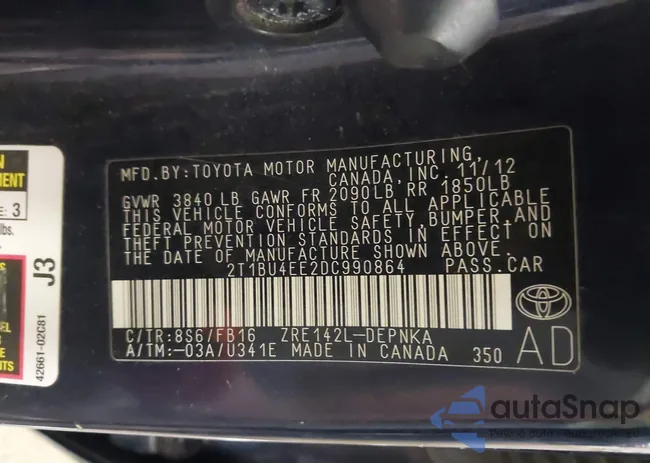 MFD.BY:TOYOTA MOTOR MANUFACTURING,
CANADA, INC. 11/12
GVWR 3840 LB GAWR FR 2090LB RR 1850LB
THIS VEHICLE CONFORMS TO ALL APPLICABLE
FEDERAL MOTOR VEHICLE SAFETY, BUMPER, AND
THEFT PREVENTION STANDARDS IN EFFECT ON
THE DATE OF MANUFACTURE SHOWN ABOVE.
2T1BU4EE2DC990864 PASS.CAR
C/TR:8S6/FB16 ZRE142L-DEPNKA
A/TM:-03A/U341E MADE IN CANADA 350
AD
E: 3
lbs.
J3
42661-02C81
autoSnap